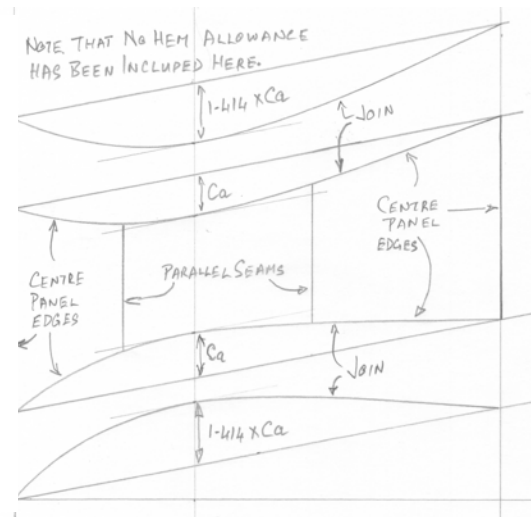 NOTE THAT NO HEM ALLOWANCE
HAS BEEN INCLUDED HERE.
1-414 x Ca
JOIN
Ca
CENTRE
PANEL
EDGES
CENTRE
PANEL
EDGES
PARALLEL SEAMS
Ca
JOIN
1-414 x Ca